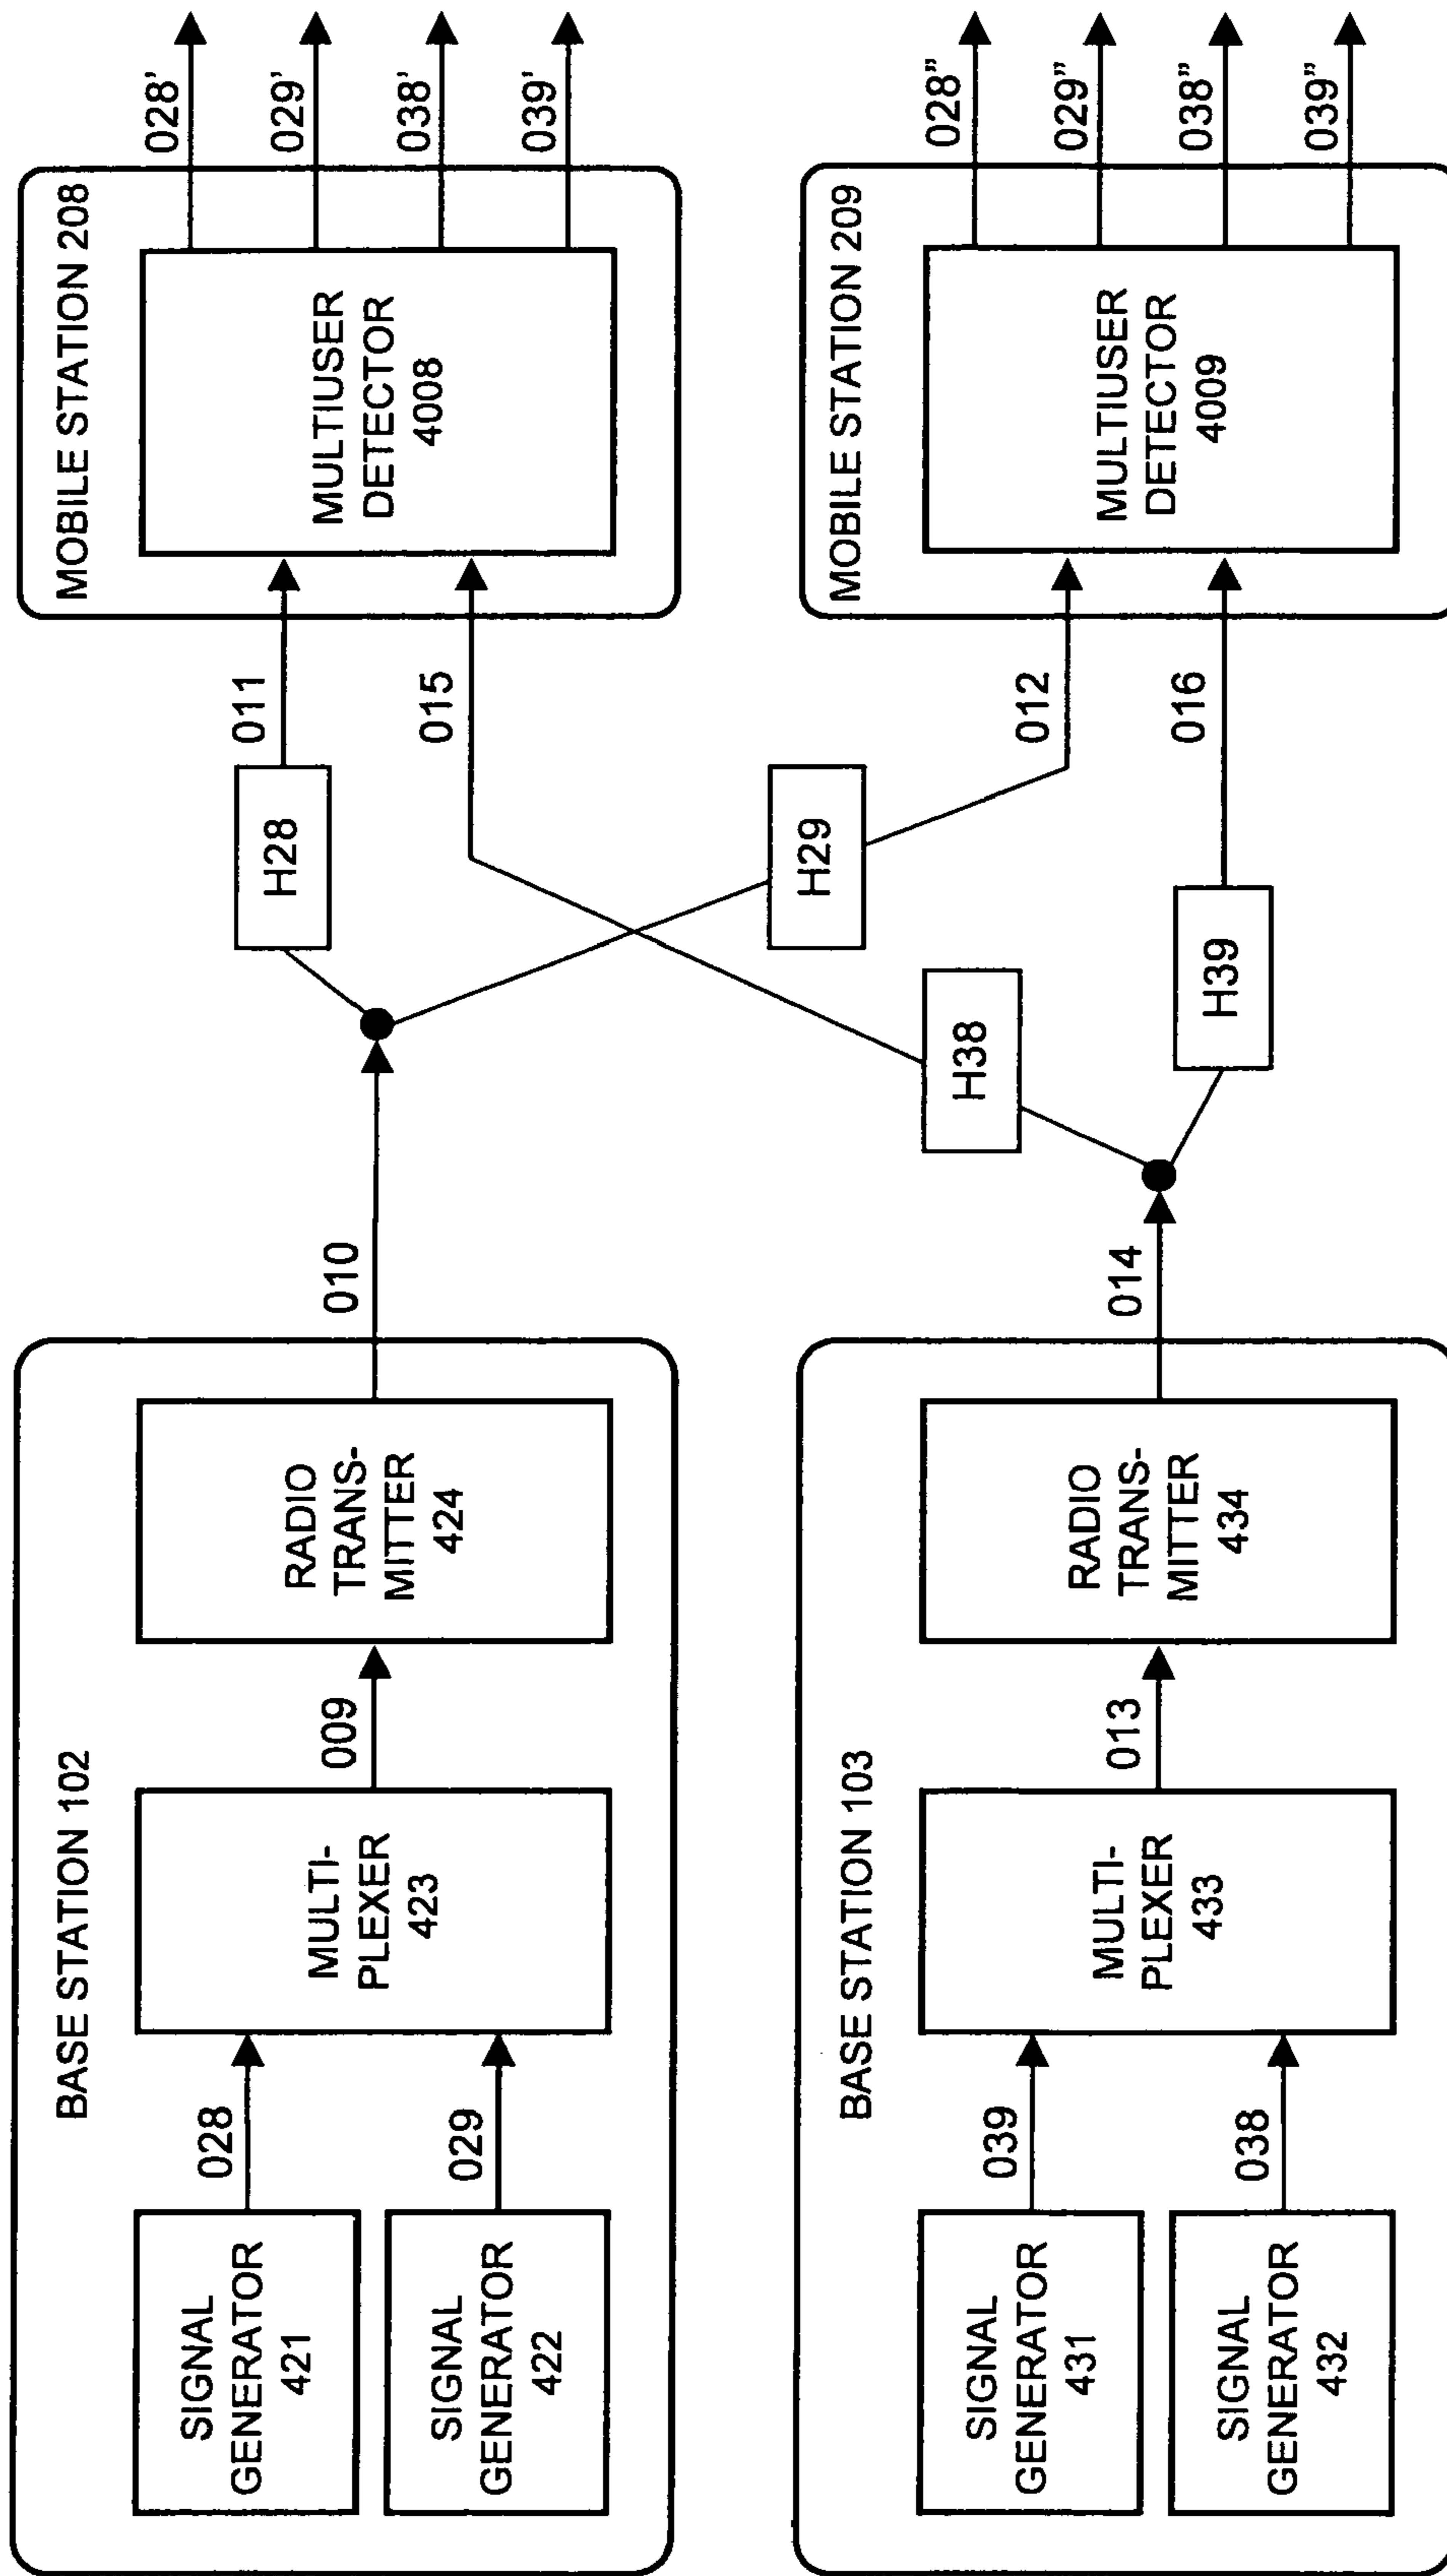 BASE STATION 102
SIGNAL
GENERATOR
421
SIGNAL
GENERATOR
422
028
029
MULTI-
PLEXER
423
009
RADIO
TRANS-
MITTER
424
010
H28
H29
011
015
MOBILE STATION 208
MULTIUSER
DETECTOR
4008
028'
029'
038'
039'
BASE STATION 103
SIGNAL
GENERATOR
431
SIGNAL
GENERATOR
432
039
038
MULTI-
PLEXER
433
013
RADIO
TRANS-
MITTER
434
014
H38
H39
012
016
MOBILE STATION 209
MULTIUSER
DETECTOR
4009
028"
029"
038"
039"